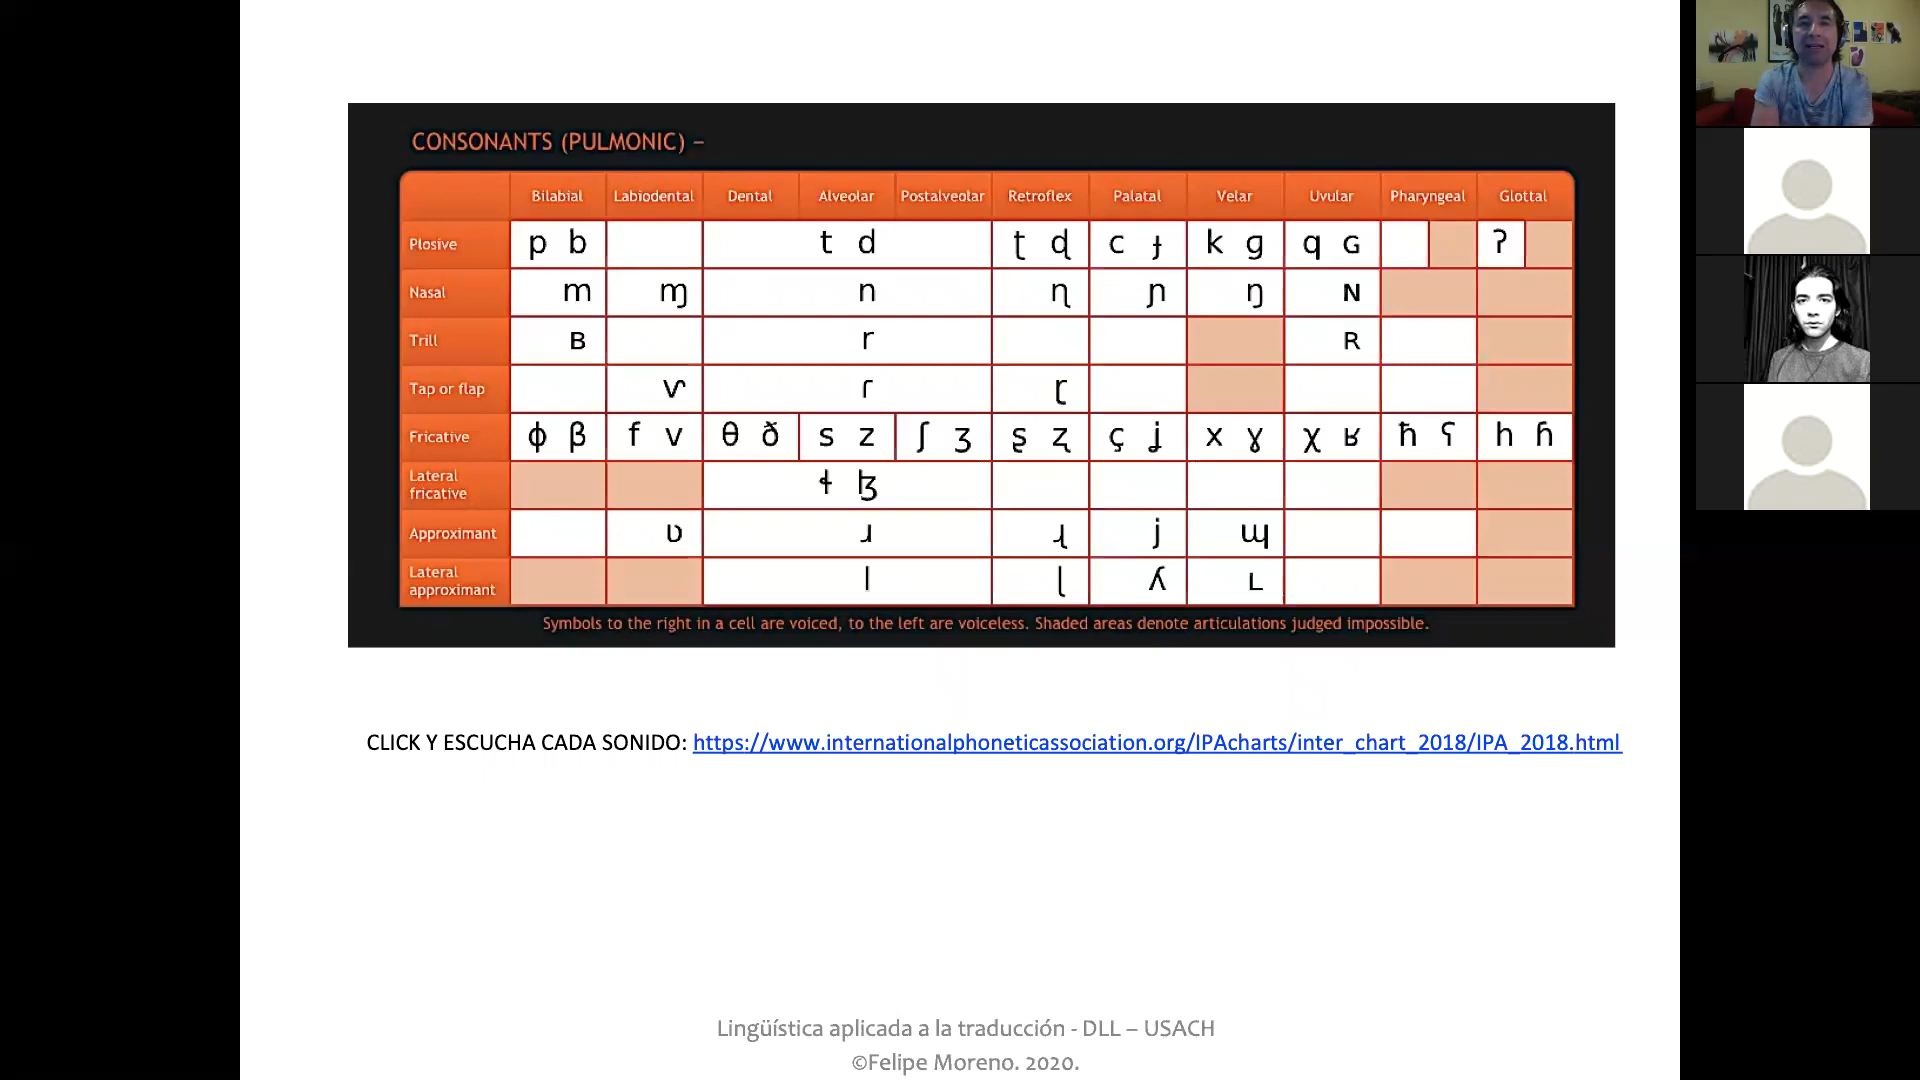 CONSONANTS (PULMONIC) –
Bilabial Labiodental Dental Alveolar Postalveolar Retroflex Palatal Velar Uvular Pharyngeal Glottal
Plosive p b t d ʈ ɖ c ɟ k ɡ q ɢ ʔ
Nasal m ɱ n ɳ ɲ ŋ ɴ
Trill ʙ r ʀ
Tap or flap ⱱ ɾ ɽ
Fricative ɸ β f v θ ð s z ʃ ʒ ʂ ʐ ç ʝ x ɣ χ ʁ ħ ʕ h ɦ
Lateral fricative ɬ ɮ
Approximant ʋ ɹ ɻ j ɰ
Lateral approximant l ɭ ʎ ʟ
Symbols to the right in a cell are voiced, to the left are voiceless. Shaded areas denote articulations judged impossible.
CLICK Y ESCUCHA CADA SONIDO: https://www.internationalphoneticassociation.org/IPAcharts/inter_chart_2018/IPA_2018.html
Lingüística aplicada a la traducción - DLL – USACH
©Felipe Moreno. 2020.